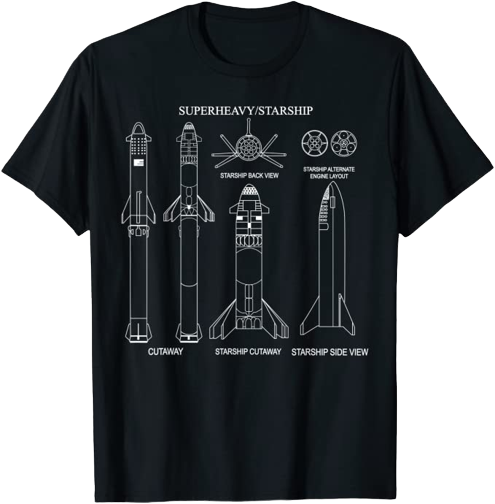 SUPERHEAVY/STARSHIP
STARSHIP BACK VIEW
STARSHIP ALTERNATE
ENGINE LAYOUT
CUTAWAY
STARSHIP CUTAWAY
STARSHIP SIDE VIEW